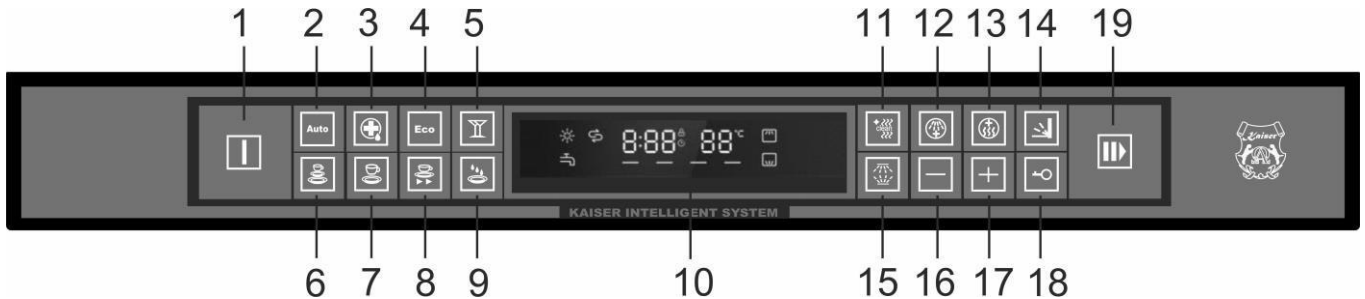 1 2 3 4 5 11 12 13 14 19
Auto Eco clean
8:88 88 °C
Kaiser
KAISER INTELLIGENT SYSTEM
6 7 8 9 10 15 16 17 18